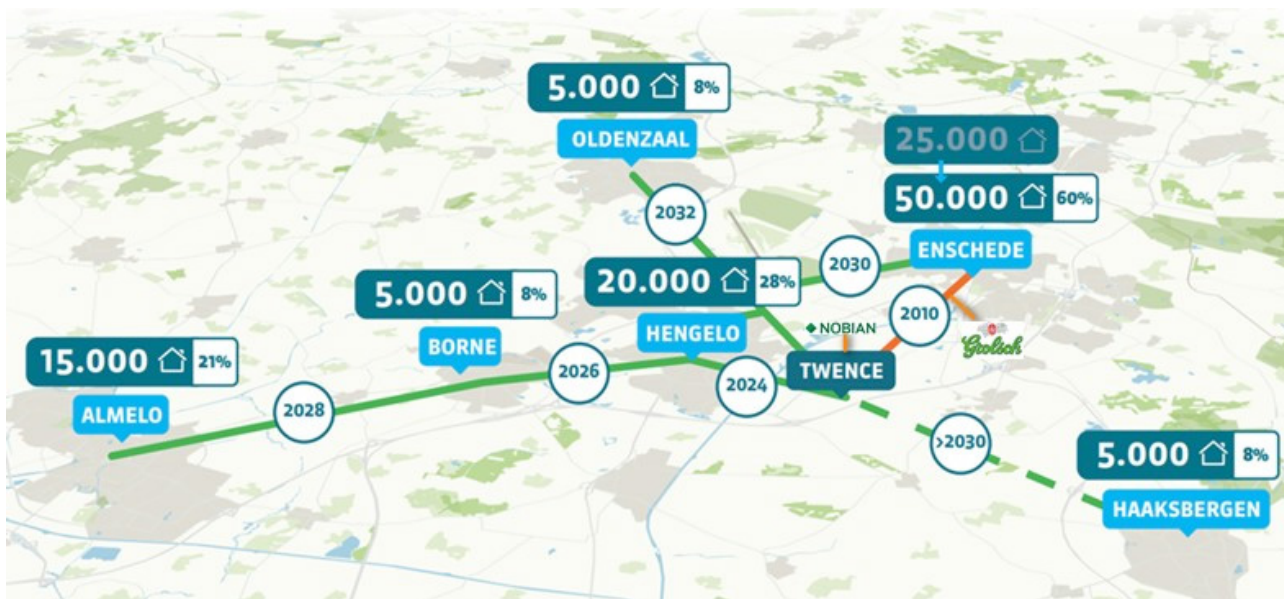 5.000 8%
OLDENZAAL
25.000
50.000 60%
ENSCHEDE
2032
2030
20.000 28%
HENGELO
5.000 8%
BORNE
2010
NOBIAN
Grolsch
TWENCE
15.000 21%
ALMELO
2028
2026
2024
>2030
5.000 8%
HAAKSBERGEN